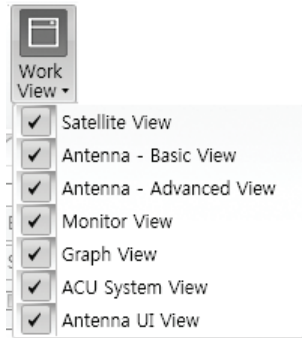 Work
View
Satellite View
Antenna - Basic View
Antenna - Advanced View
Monitor View
Graph View
ACU System View
Antenna UI View